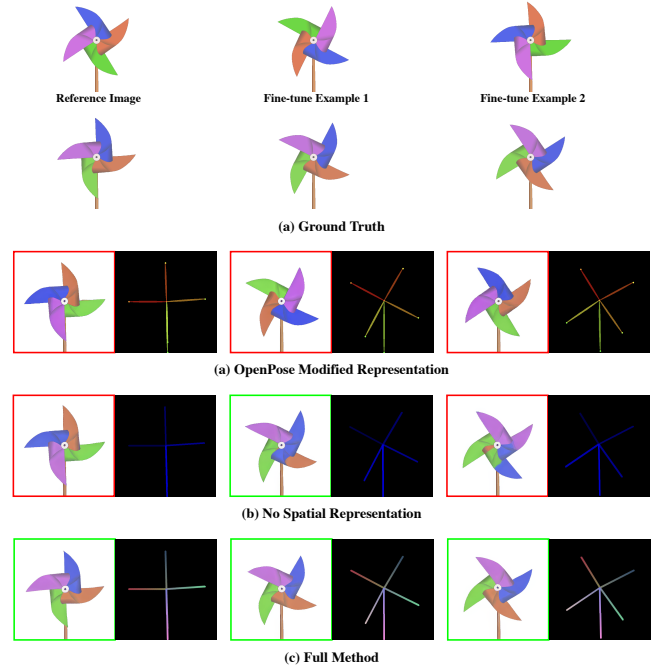 Reference Image
Fine-tune Example 1
Fine-tune Example 2
(a) Ground Truth
(a) OpenPose Modified Representation
(b) No Spatial Representation
(c) Full Method